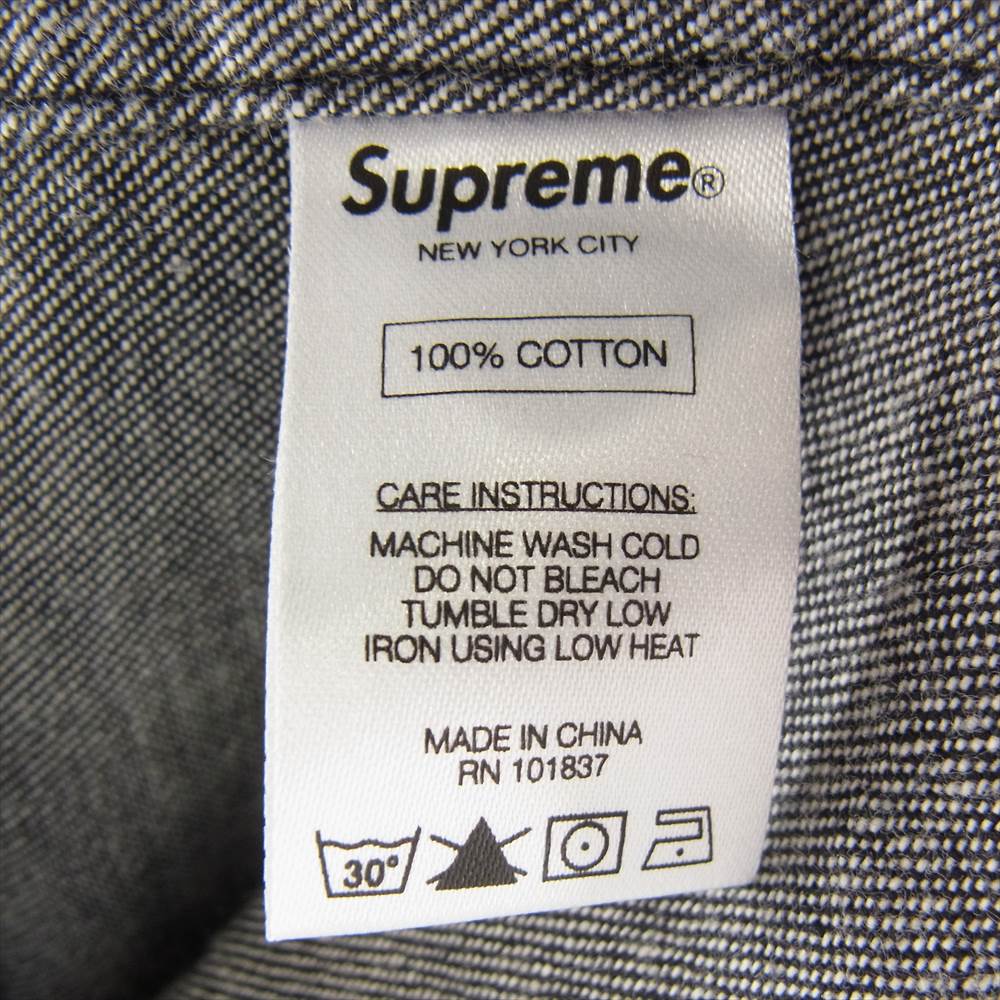 Supreme®
NEW YORK CITY
100% COTTON
CARE INSTRUCTIONS:
MACHINE WASH COLD
DO NOT BLEACH
TUMBLE DRY LOW
IRON USING LOW HEAT
MADE IN CHINA
RN 101837
30°